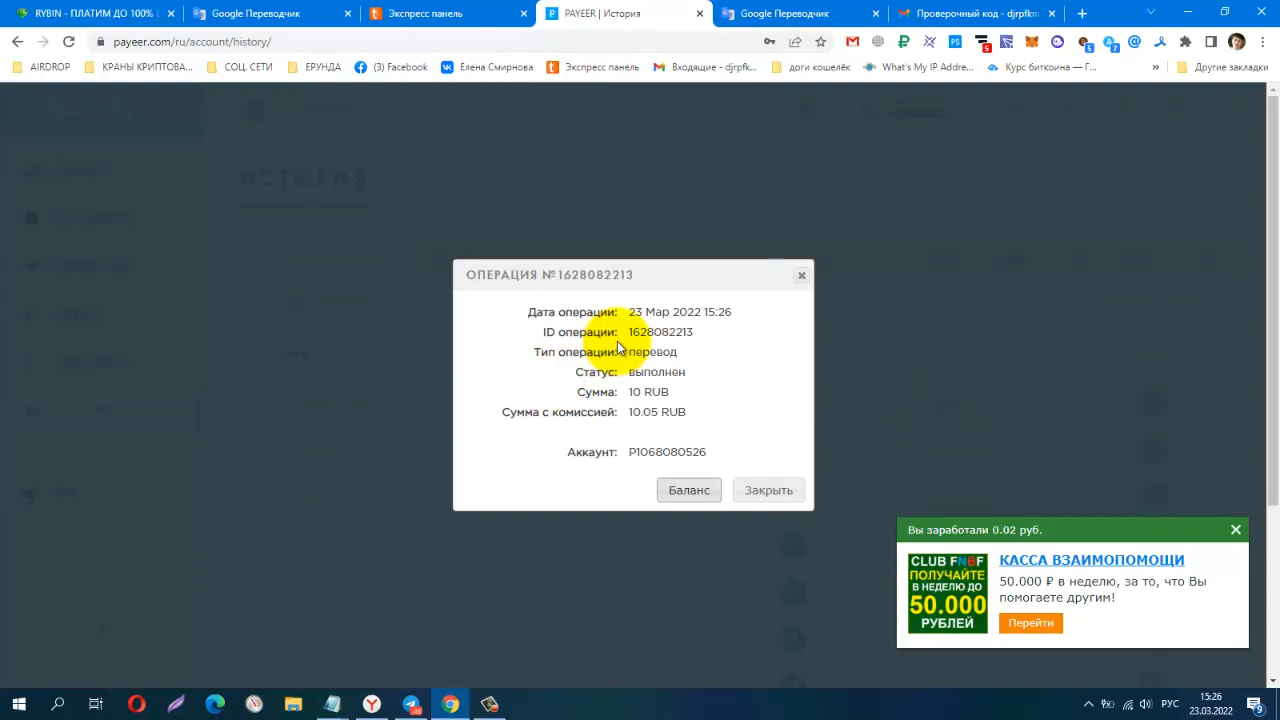 RYBIN - ПЛАТИМ ДО 100% E
Google Переводчик
Экспресс панель
PAYEER | История
Google Переводчик
Проверочный код - djrpfkm
payeer.com/ru/account/history/
AIRDROP
КРАНЫ КРИПТОВА...
СОЦ. СЕТИ
ЕРУНДА
(3) Facebook
Елена Смирнова
Экспресс панель
Входящие - djrpfk...
доги кошелёк
What's My IP Addre...
Курс биткоина — Г...
»
Другие закладки
ИСТОРИЯ
ОПЕРАЦИЯ №1628082213
Дата операции: 23 Мар 2022 15:26
ID операции: 1628082213
Тип операции: перевод
Статус: выполнен
Сумма: 10 RUB
Сумма с комиссией: 10.05 RUB
Аккаунт: P1068080526
Баланс
Закрыть
Вы заработали 0.02 руб.
CLUB FNBF
ПОЛУЧАЙТЕ
В НЕДЕЛЮ ДО
50.000
РУБЛЕЙ
КАССА ВЗАИМОПОМОЩИ
50.000 ₽ в неделю, за то, что Вы
помогаете другим!
Перейти
46
РУС
15:26
23.03.2022
9